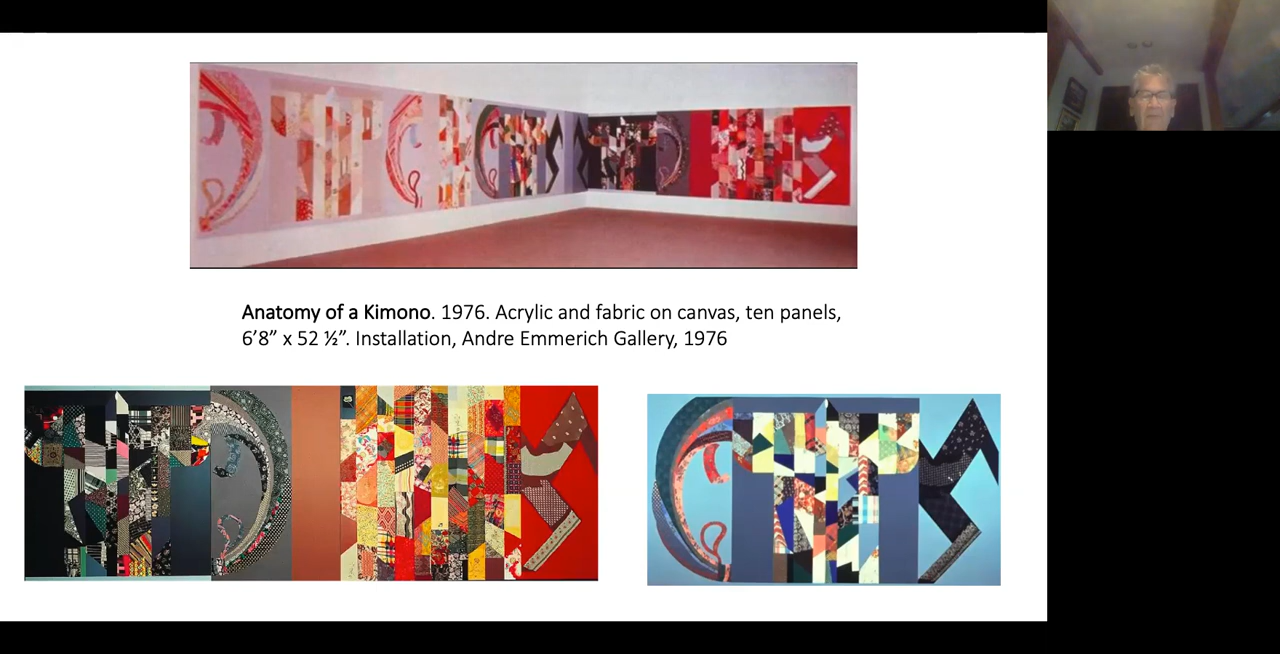 Anatomy of a Kimono. 1976. Acrylic and fabric on canvas, ten panels,
6’8” x 52 ½”. Installation, Andre Emmerich Gallery, 1976